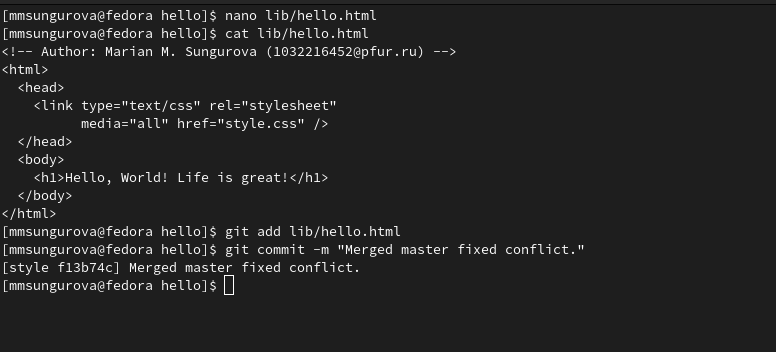 [mmsungurova@fedora hello]$ nano lib/hello.html
[mmsungurova@fedora hello]$ cat lib/hello.html
<!-- Author: Marian M. Sungurova (1032216452@pfur.ru) -->
<html>
  <head>
    <link type="text/css" rel="stylesheet"
          media="all" href="style.css" />
  </head>
  <body>
    <h1>Hello, World! Life is great!</h1>
  </body>
</html>
[mmsungurova@fedora hello]$ git add lib/hello.html
[mmsungurova@fedora hello]$ git commit -m "Merged master fixed conflict."
[style f13b74c] Merged master fixed conflict.
[mmsungurova@fedora hello]$